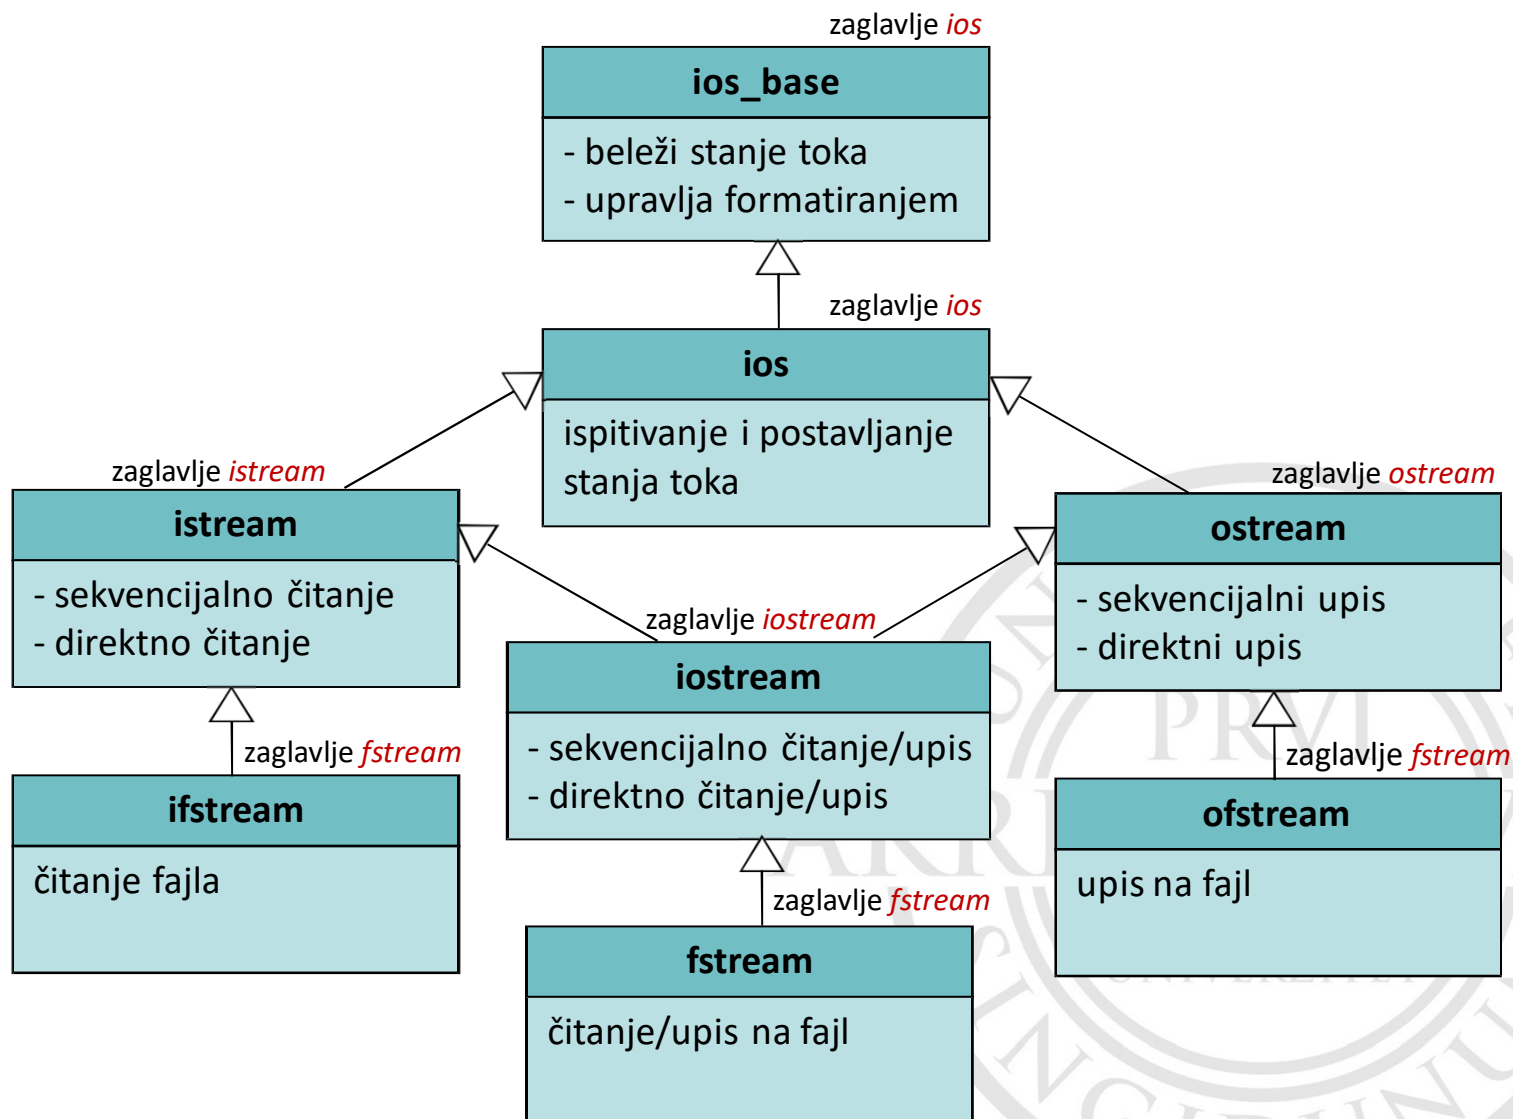 zaglavlje ios
ios_base
- beleži stanje toka
- upravlja formatiranjem
zaglavlje ios
ios
ispitivanje i postavljanje
stanja toka
zaglavlje istream
istream
- sekvencijalno čitanje
- direktno čitanje
zaglavlje ostream
ostream
- sekvencijalni upis
- direktni upis
zaglavlje iostream
iostream
- sekvencijalno čitanje/upis
- direktno čitanje/upis
zaglavlje fstream
ifstream
čitanje fajla
zaglavlje fstream
ofstream
upis na fajl
zaglavlje fstream
fstream
čitanje/upis na fajl
PRVI